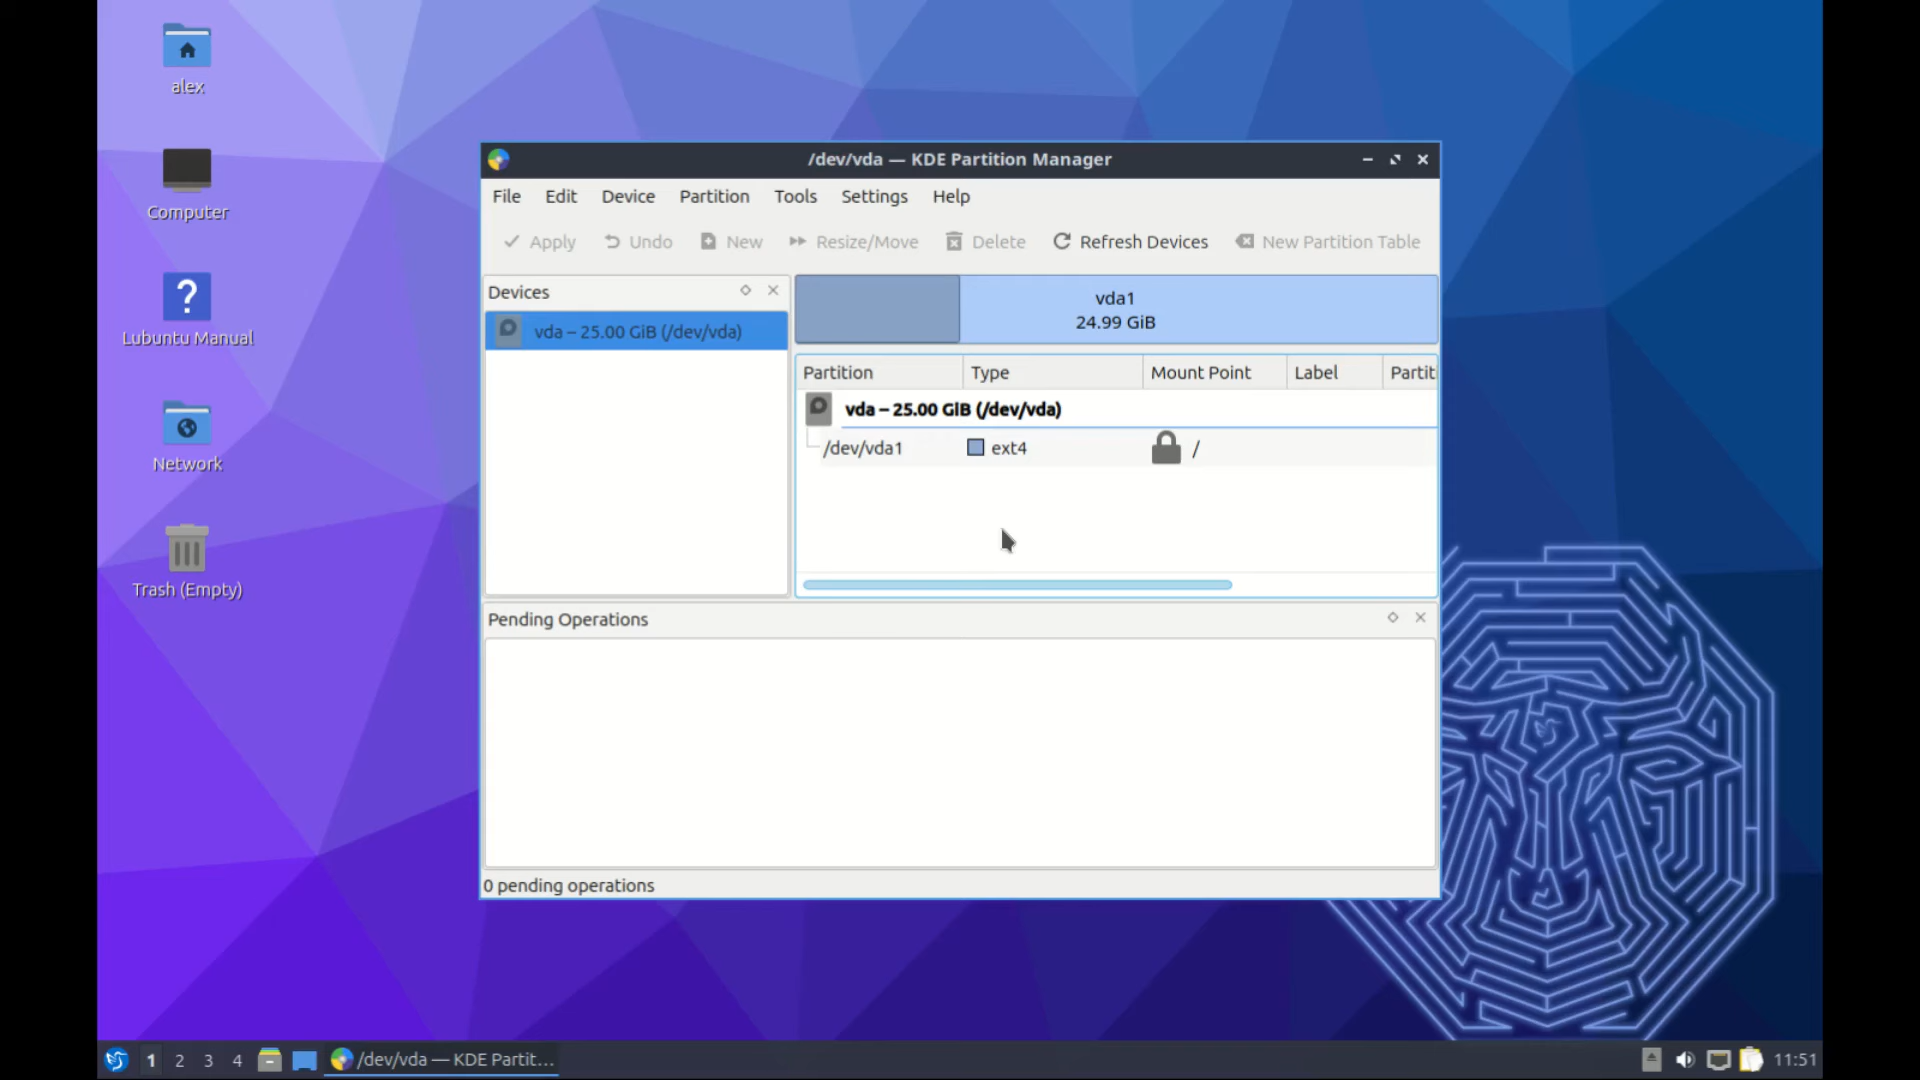 alex
Computer
Lubuntu Manual
Network
Trash (Empty)
/dev/vda — KDE Partition Manager
File Edit Device Partition Tools Settings Help
Apply Undo New Resize/Move Delete Refresh Devices New Partition Table
Devices
vda – 25.00 GiB (/dev/vda)
vda1
24.99 GiB
Partition Type Mount Point Label Partit
vda – 25.00 GiB (/dev/vda)
/dev/vda1 ext4 /
Pending Operations
0 pending operations
1 2 3 4 /dev/vda — KDE Partit... 11:51